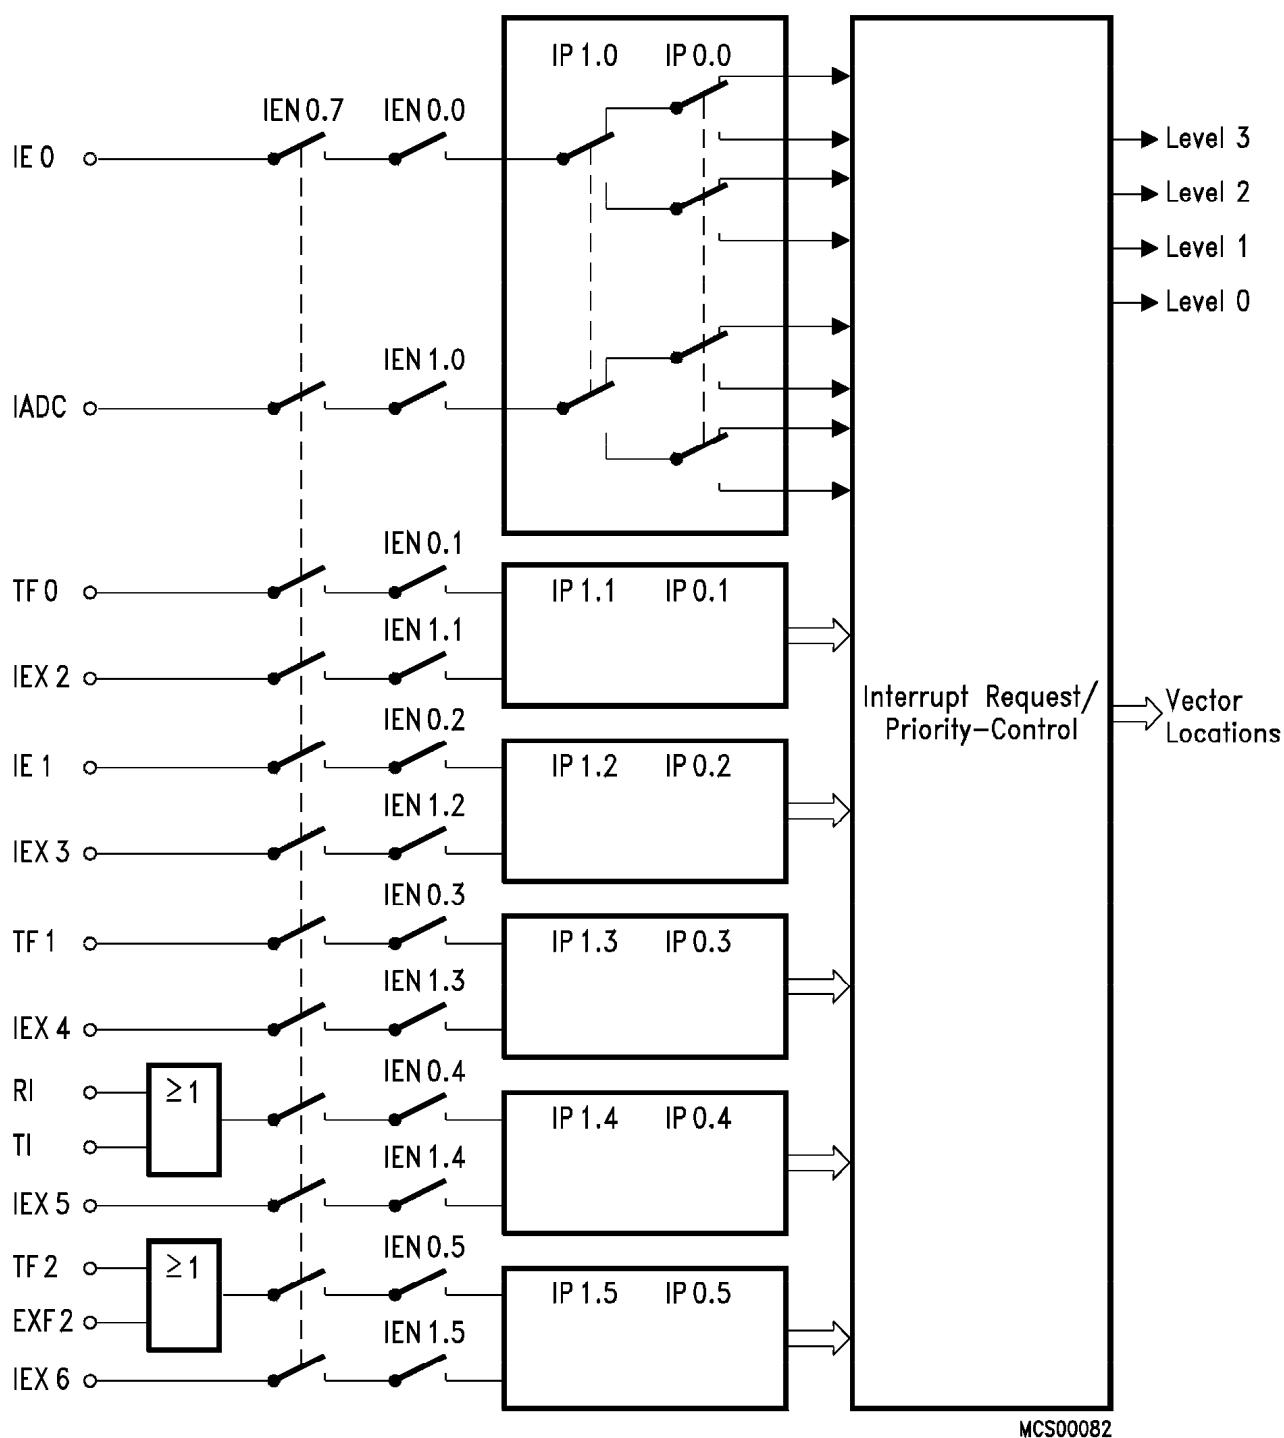 IP 1.0 IP 0.0
IEN 0.7 IEN 0.0
IE 0
Level 3
Level 2
Level 1
Level 0
IEN 1.0
IADC
IEN 0.1
TF 0
IP 1.1 IP 0.1
IEN 1.1
IEX 2
Interrupt Request/
Priority-Control
Vector
Locations
IEN 0.2
IE 1
IP 1.2 IP 0.2
IEN 1.2
IEX 3
IEN 0.3
TF 1
IP 1.3 IP 0.3
IEN 1.3
IEX 4
IEN 0.4
RI
≥1
IP 1.4 IP 0.4
TI
IEN 1.4
IEX 5
IEN 0.5
TF 2
≥1
IP 1.5 IP 0.5
EXF 2
IEN 1.5
IEX 6
MCS00082